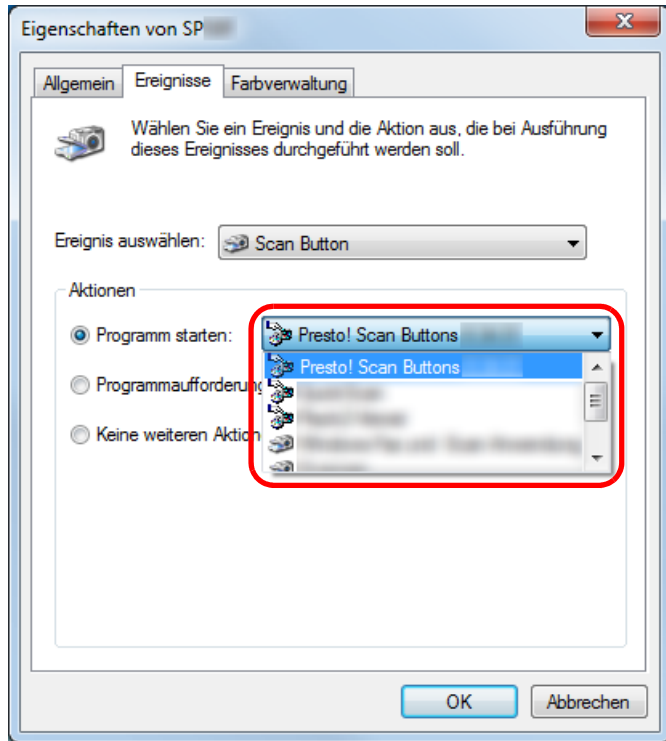 Eigenschaften von SP
Allgemein
Ereignisse
Farbverwaltung
Wählen Sie ein Ereignis und die Aktion aus, die bei Ausführung
dieses Ereignisses durchgeführt werden soll.
Ereignis auswählen:
Scan Button
Aktionen
Programm starten:
Presto! Scan Buttons
Presto! Scan Buttons
Programmaufforderung
Keine weiteren Aktion
OK
Abbrechen